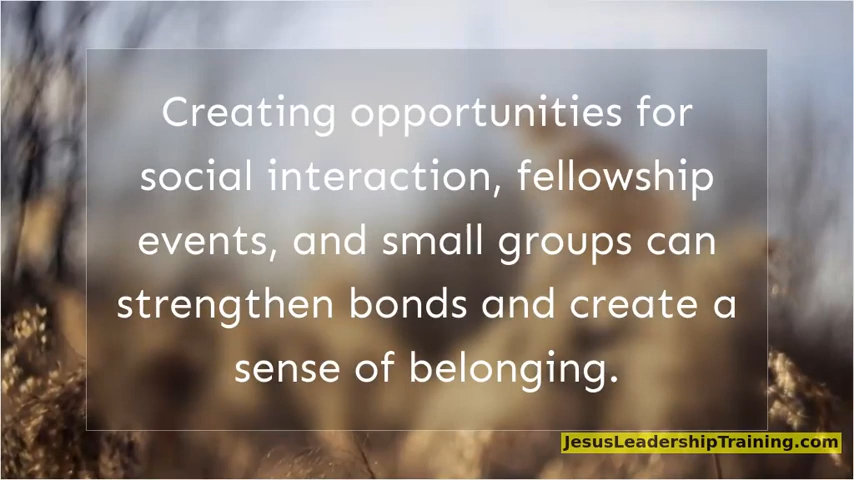 Creating opportunities for
social interaction, fellowship
events, and small groups can
strengthen bonds and create a
sense of belonging.
JesusLeadershipTraining.com